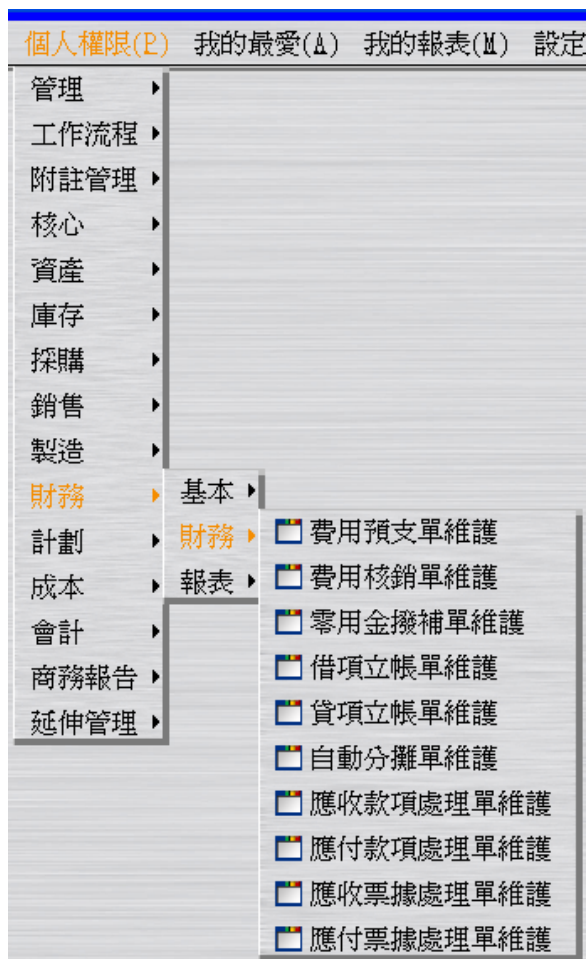 個人權限(P) 我的最愛(A) 我的報表(M) 設定
管理
工作流程
附註管理
核心
資產
庫存
採購
銷售
製造
財務
計劃
成本
會計
商務報告
延伸管理
基本
財務
報表
費用預支單維護
費用核銷單維護
零用金撥補單維護
借項立帳單維護
貸項立帳單維護
自動分攤單維護
應收款項處理單維護
應付款項處理單維護
應收票據處理單維護
應付票據處理單維護